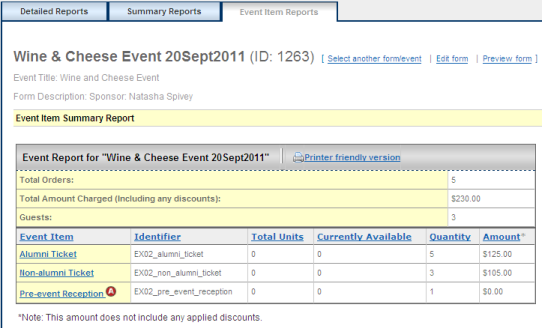 Detailed Reports Summary Reports Event Item Reports
Wine & Cheese Event 20Sept2011 (ID: 1263) [ Select another form/event | Edit form | Preview form ]
Event Title: Wine and Cheese Event
Form Description: Sponsor: Natasha Spivey
Event Item Summary Report
Event Report for "Wine & Cheese Event 20Sept2011" Printer friendly version
Total Orders: 5
Total Amount Charged (Including any discounts): $230.00
Guests: 3
Event Item Identifier Total Units Currently Available Quantity Amount*
Alumni Ticket EX02_alumni_ticket 0 0 5 $125.00
Non-alumni Ticket EX02_non_alumni_ticket 0 0 3 $105.00
Pre-event Reception A EX02_pre_event_reception 0 0 1 $0.00
*Note: This amount does not include any applied discounts.